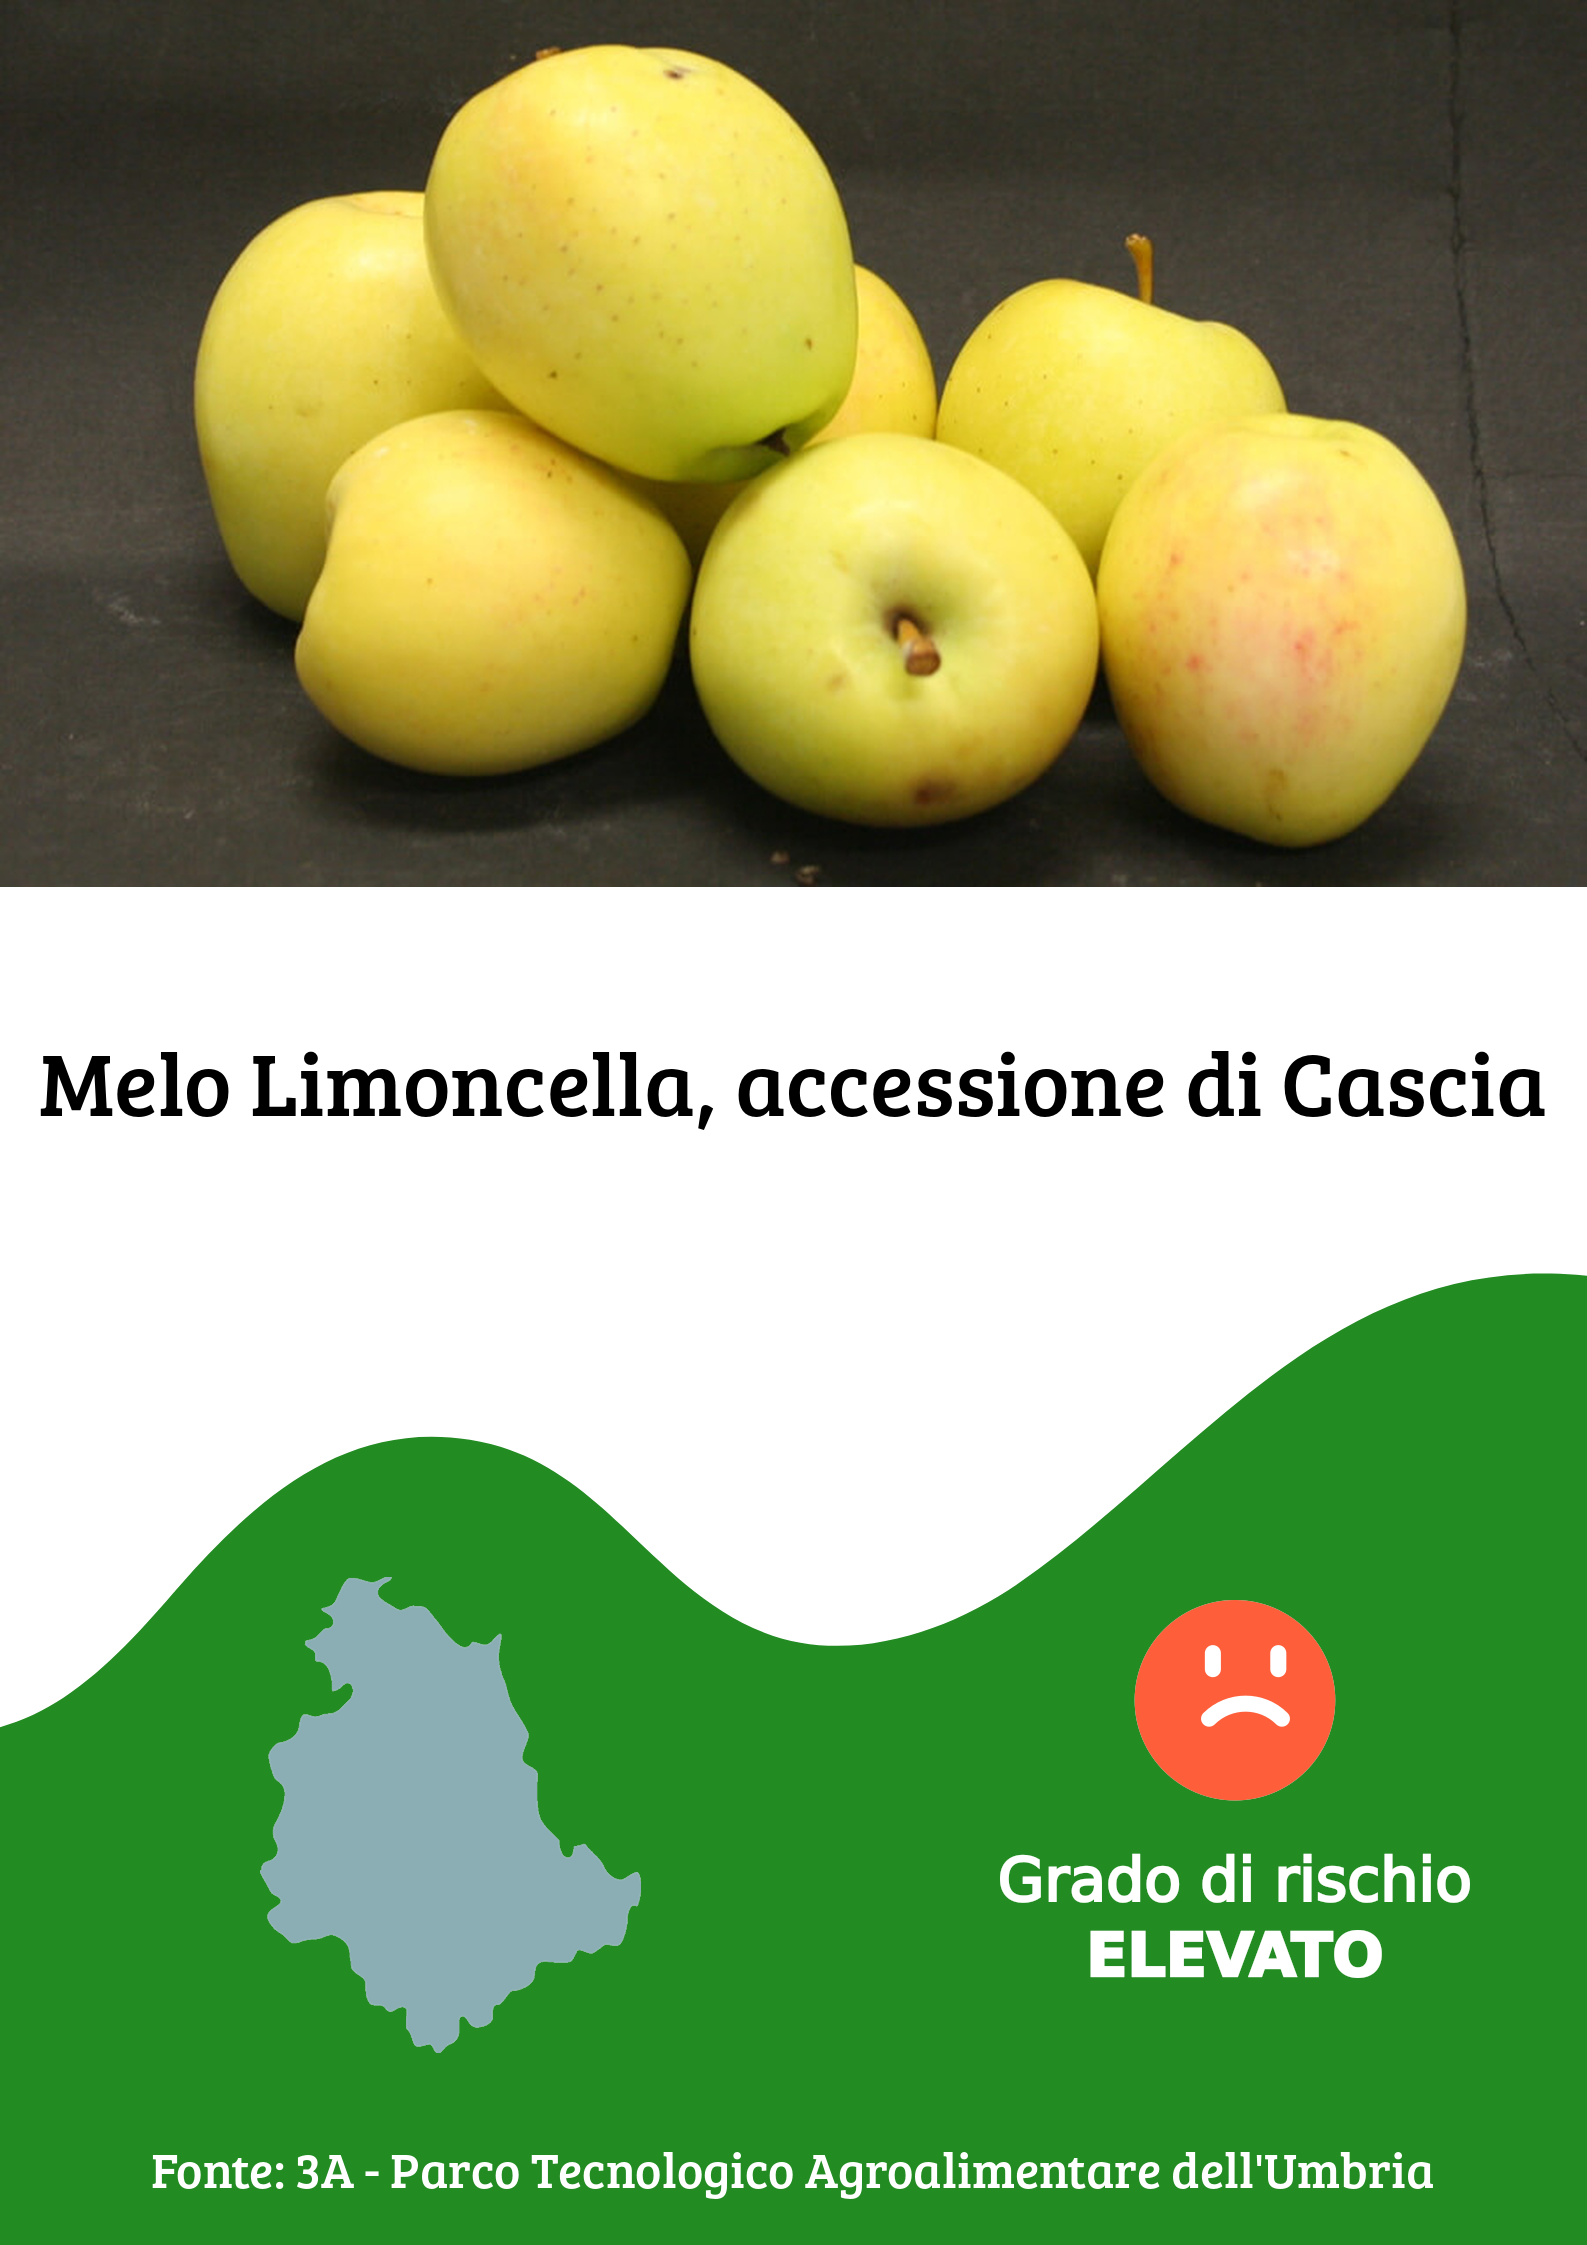 Melo Limoncella, accessione di Cascia
Grado di rischio
ELEVATO
Fonte: 3A - Parco Tecnologico Agroalimentare dell'Umbria